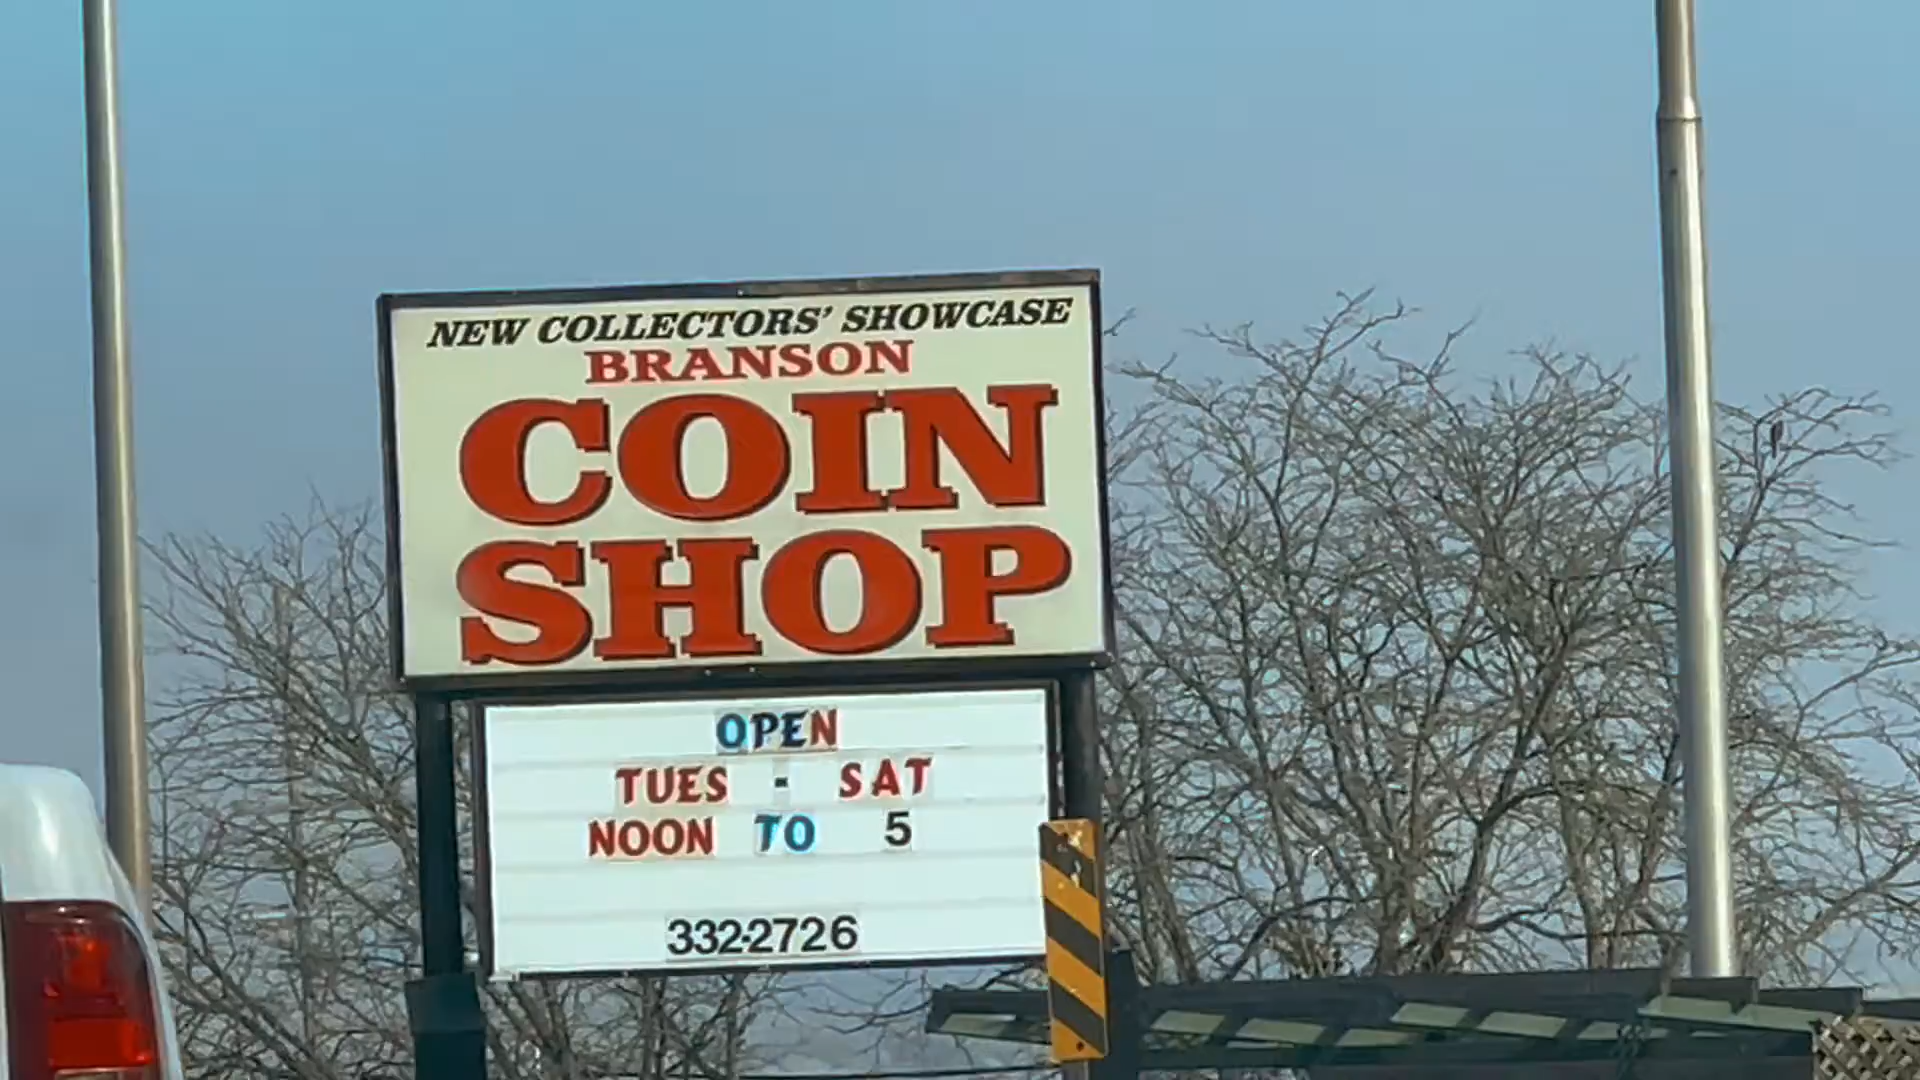 NEW COLLECTORS' SHOWCASE
BRANSON
COIN
SHOP
OPEN
TUES - SAT
NOON TO 5
332-2726